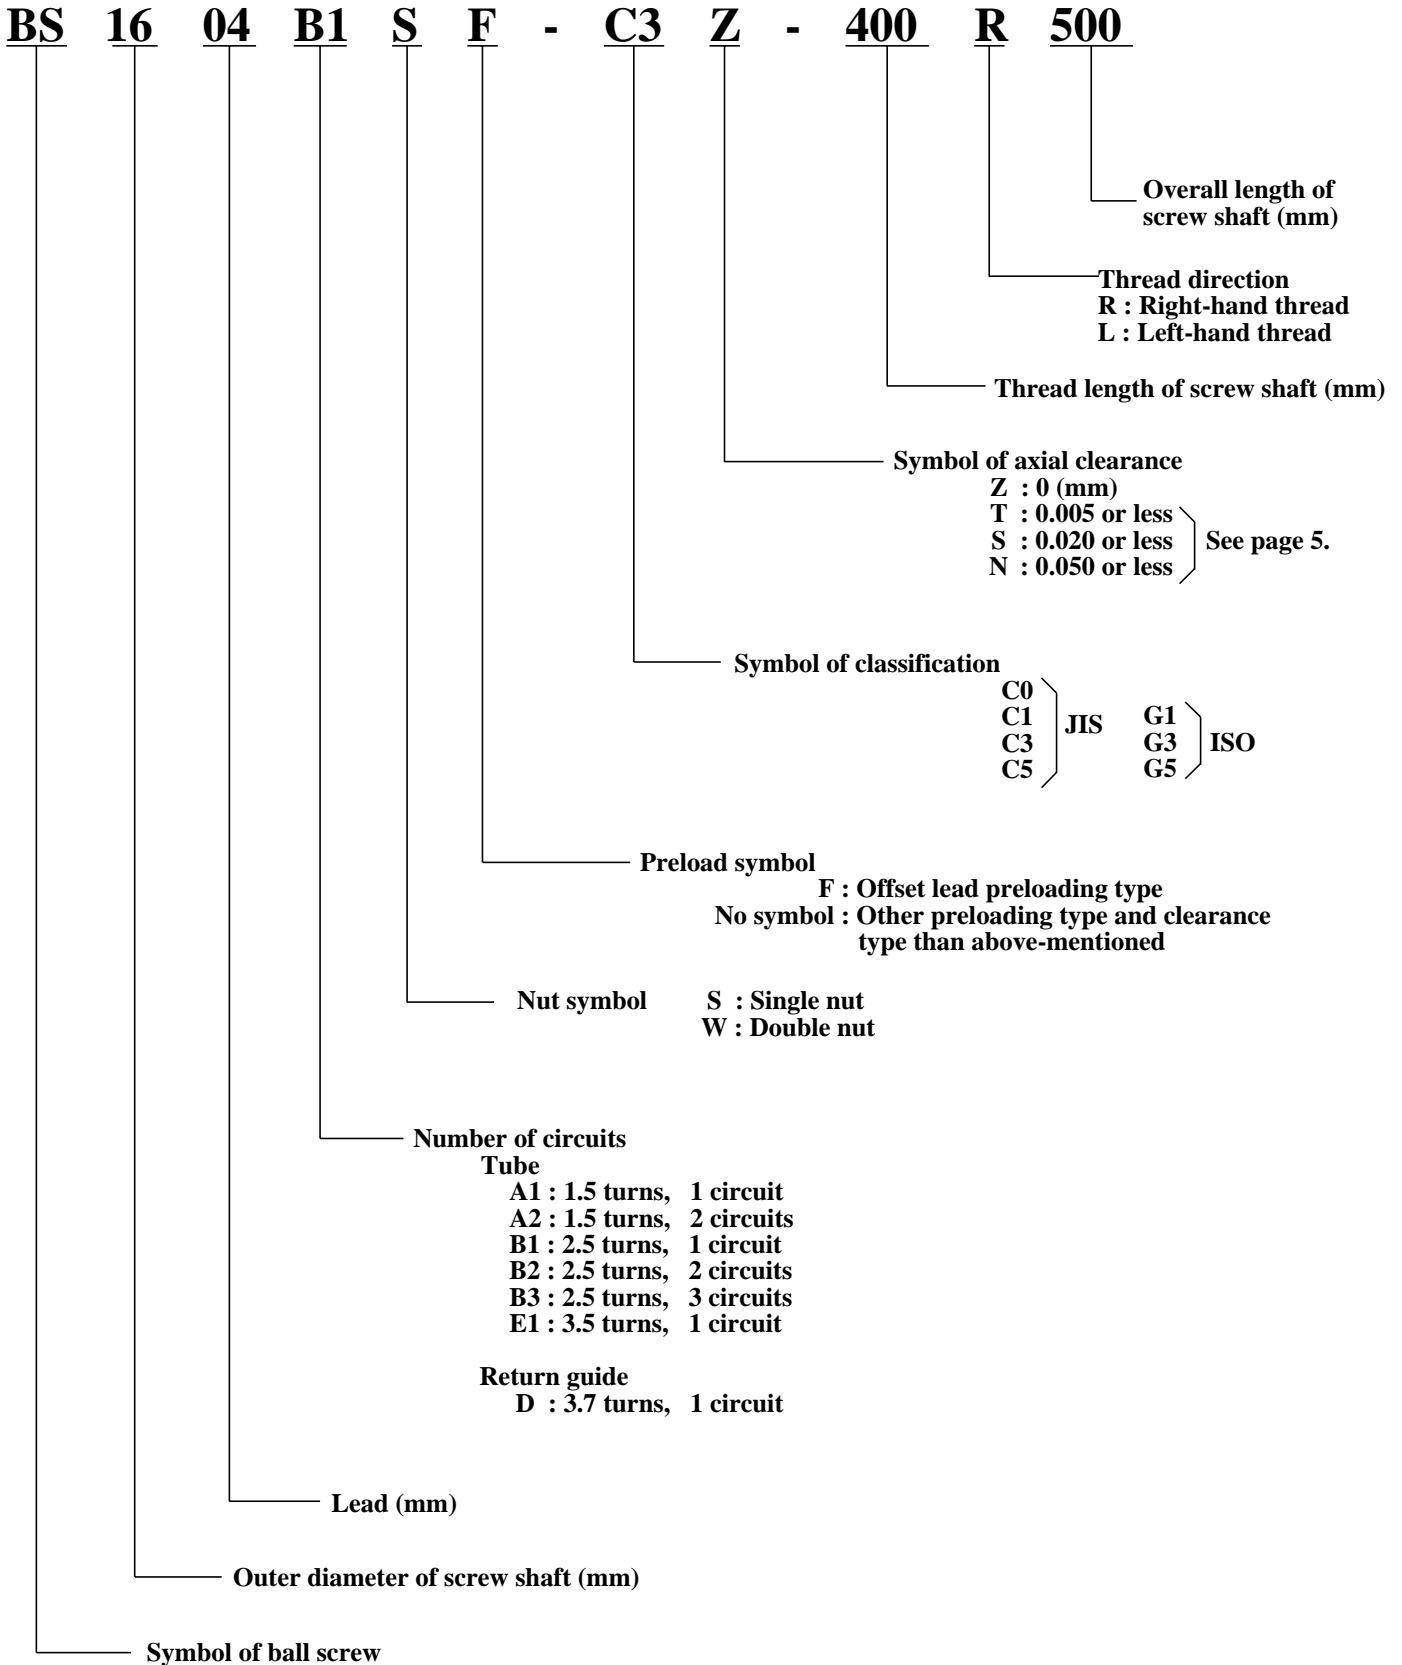 BS 16 04 B1 S F - C3 Z - 400 R 500
Overall length of
screw shaft (mm)
Thread direction
R : Right-hand thread
L : Left-hand thread
Thread length of screw shaft (mm)
Symbol of axial clearance
Z : 0 (mm)
T : 0.005 or less
S : 0.020 or less
See page 5.
N : 0.050 or less
Symbol of classification
C0
C1
C3
C5
JIS
G1
G3
G5
ISO
Preload symbol
F : Offset lead preloading type
No symbol : Other preloading type and clearance
type than above-mentioned
Nut symbol S : Single nut
W : Double nut
Number of circuits
Tube
A1 : 1.5 turns, 1 circuit
A2 : 1.5 turns, 2 circuits
B1 : 2.5 turns, 1 circuit
B2 : 2.5 turns, 2 circuits
B3 : 2.5 turns, 3 circuits
E1 : 3.5 turns, 1 circuit
Return guide
D : 3.7 turns, 1 circuit
Lead (mm)
Outer diameter of screw shaft (mm)
Symbol of ball screw